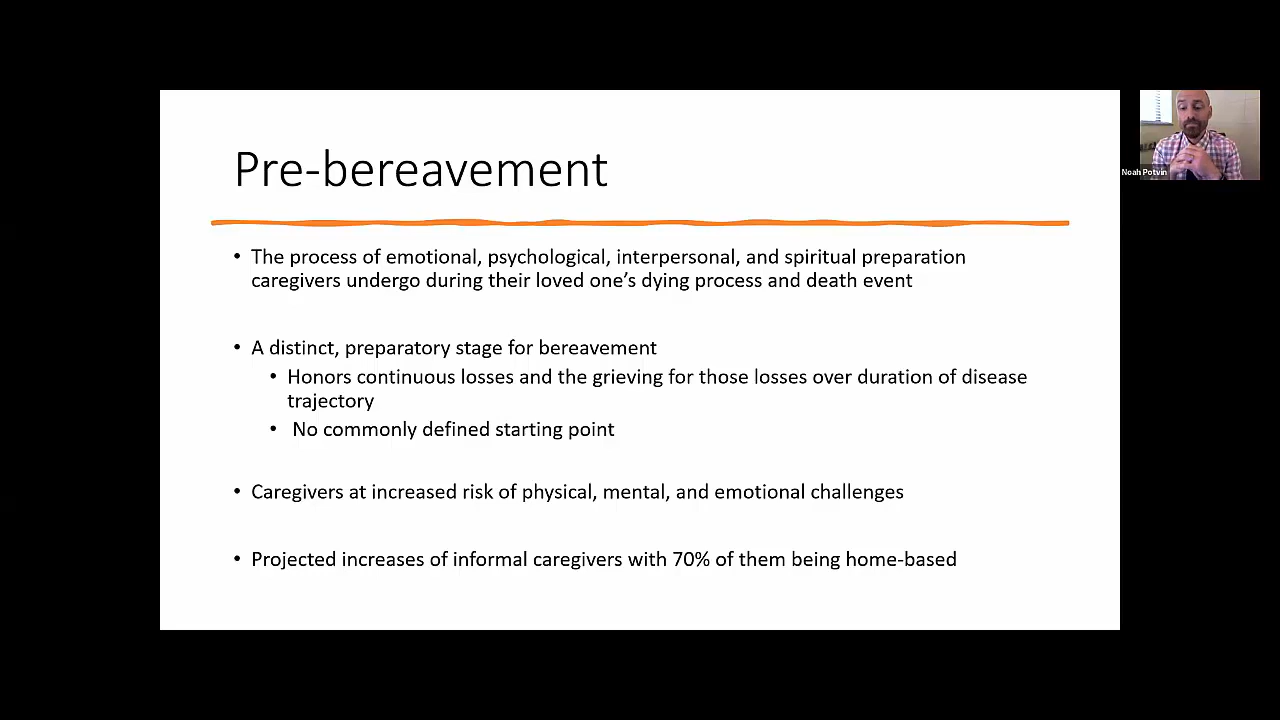 Pre-bereavement
• The process of emotional, psychological, interpersonal, and spiritual preparation
caregivers undergo during their loved one’s dying process and death event
• A distinct, preparatory stage for bereavement
• Honors continuous losses and the grieving for those losses over duration of disease
trajectory
• No commonly defined starting point
• Caregivers at increased risk of physical, mental, and emotional challenges
• Projected increases of informal caregivers with 70% of them being home-based
Noah Potvin